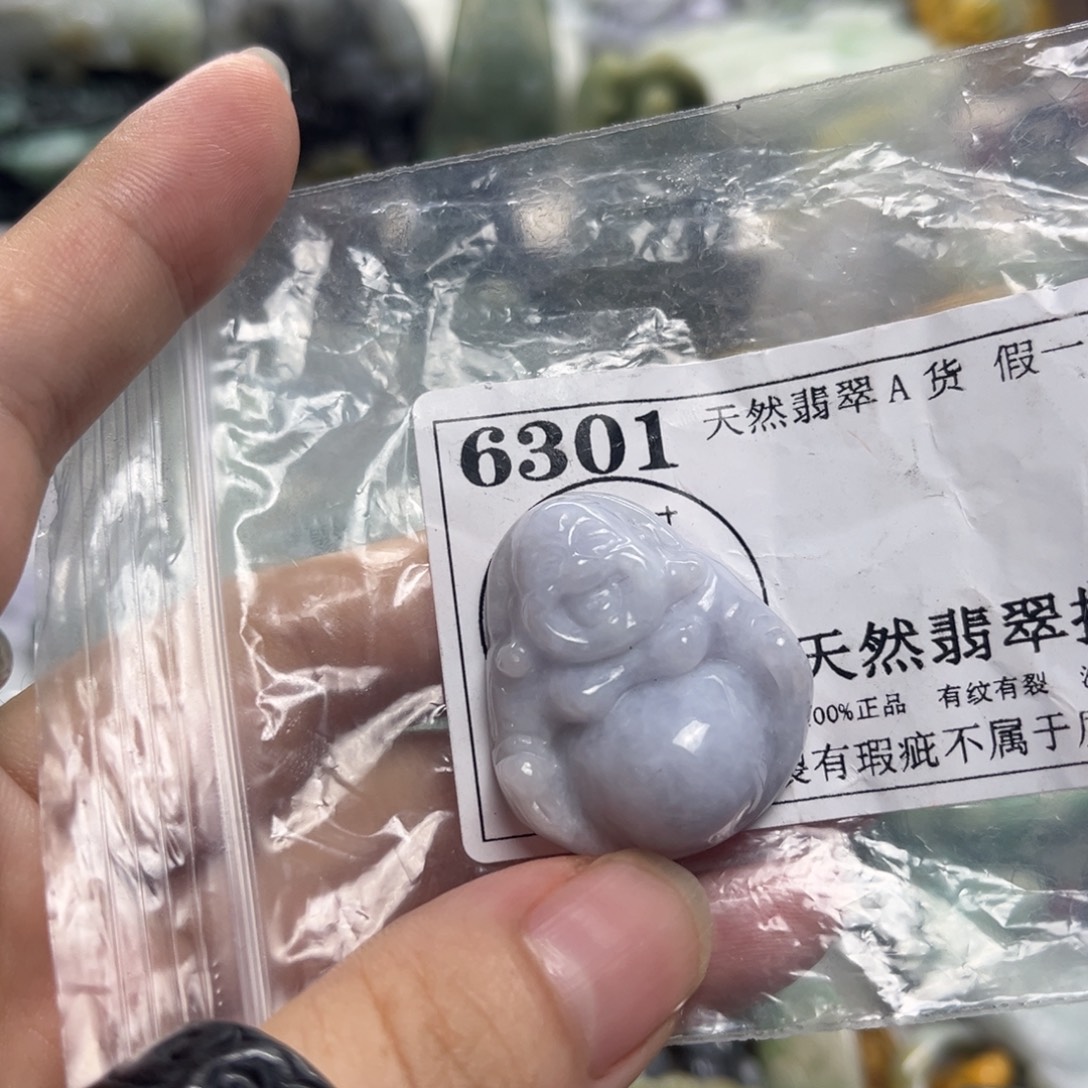 6301
天然翡翠A货 假一
天然翡翠
00%正品 有纹有裂
裂有瑕疵不属于